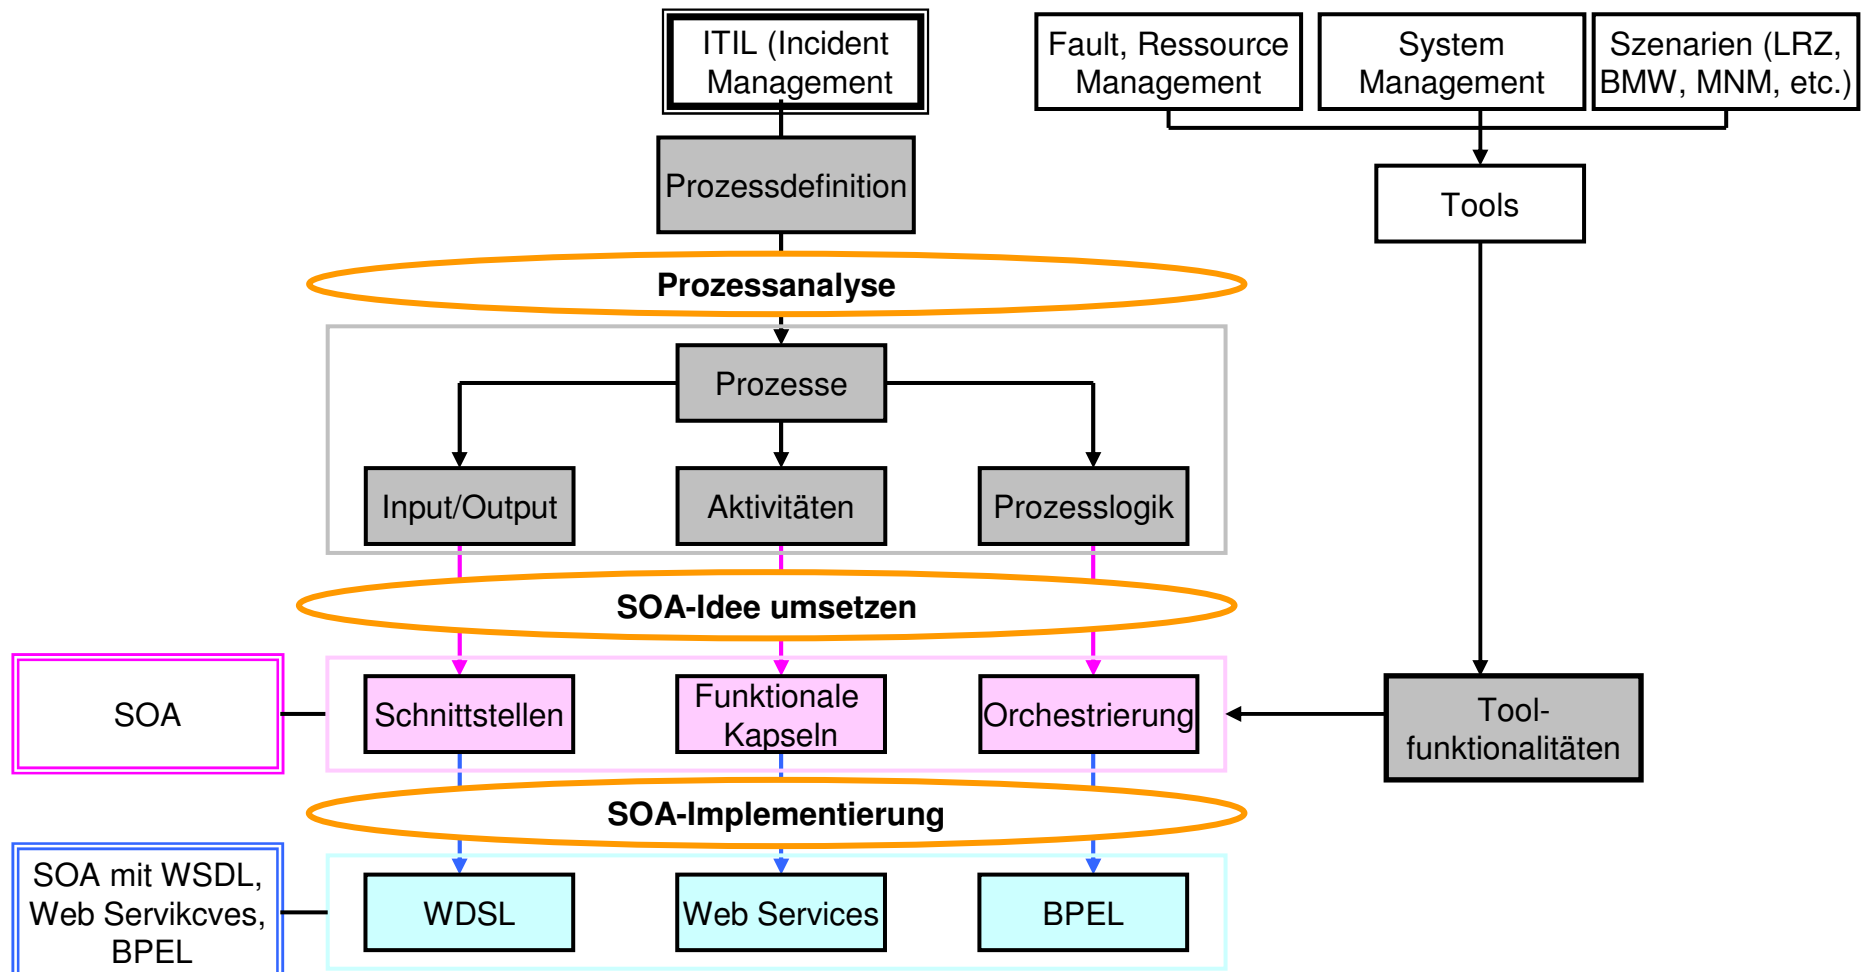 ITIL (Incident
Management
Fault, Ressource
Management
System
Management
Szenarien (LRZ,
BMW, MNM, etc.)
Prozessdefinition
Tools
Prozessanalyse
Prozesse
Input/Output
Aktivitäten
Prozesslogik
SOA-Idee umsetzen
SOA
Schnittstellen
Funktionale
Kapseln
Orchestrierung
Tool-
funktionalitäten
SOA-Implementierung
SOA mit WSDL,
Web Servikcves,
BPEL
WDSL
Web Services
BPEL